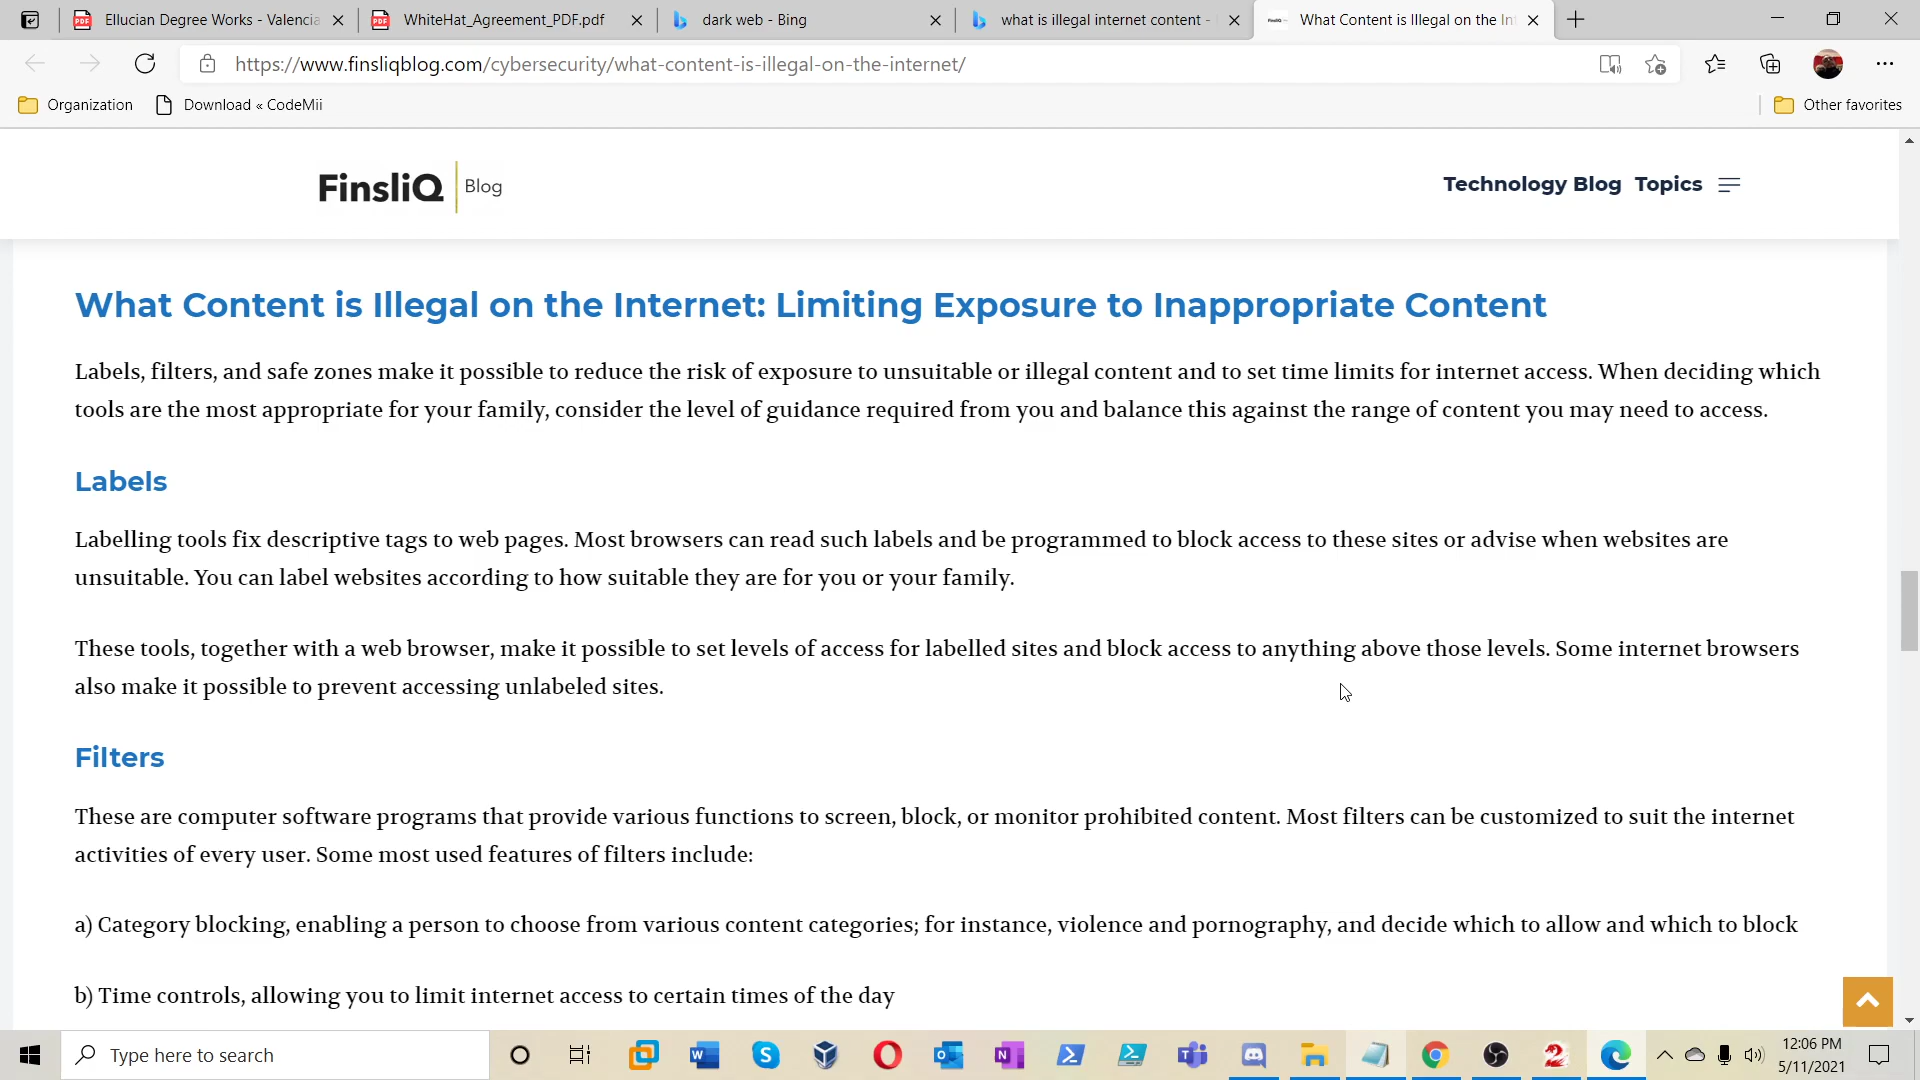 Ellucian Degree Works - Valencia
WhiteHat_Agreement_PDF.pdf
dark web - Bing
what is illegal internet content -
What Content is Illegal on the Int
https://www.finsliqblog.com/cybersecurity/what-content-is-illegal-on-the-internet/
Organization
Download « CodeMii
Other favorites
FinsliQ Blog
Technology Blog Topics
What Content is Illegal on the Internet: Limiting Exposure to Inappropriate Content
Labels, filters, and safe zones make it possible to reduce the risk of exposure to unsuitable or illegal content and to set time limits for internet access. When deciding which
tools are the most appropriate for your family, consider the level of guidance required from you and balance this against the range of content you may need to access.
Labels
Labelling tools fix descriptive tags to web pages. Most browsers can read such labels and be programmed to block access to these sites or advise when websites are
unsuitable. You can label websites according to how suitable they are for you or your family.
These tools, together with a web browser, make it possible to set levels of access for labelled sites and block access to anything above those levels. Some internet browsers
also make it possible to prevent accessing unlabeled sites.
Filters
These are computer software programs that provide various functions to screen, block, or monitor prohibited content. Most filters can be customized to suit the internet
activities of every user. Some most used features of filters include:
a) Category blocking, enabling a person to choose from various content categories; for instance, violence and pornography, and decide which to allow and which to block
b) Time controls, allowing you to limit internet access to certain times of the day
Type here to search
12:06 PM
5/11/2021